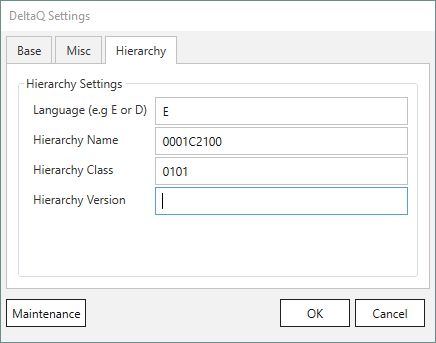 DeltaQ Settings
Base Misc Hierarchy
Hierarchy Settings
Language (e.g E or D) E
Hierarchy Name 0001C2100
Hierarchy Class 0101
Hierarchy Version
Maintenance OK Cancel